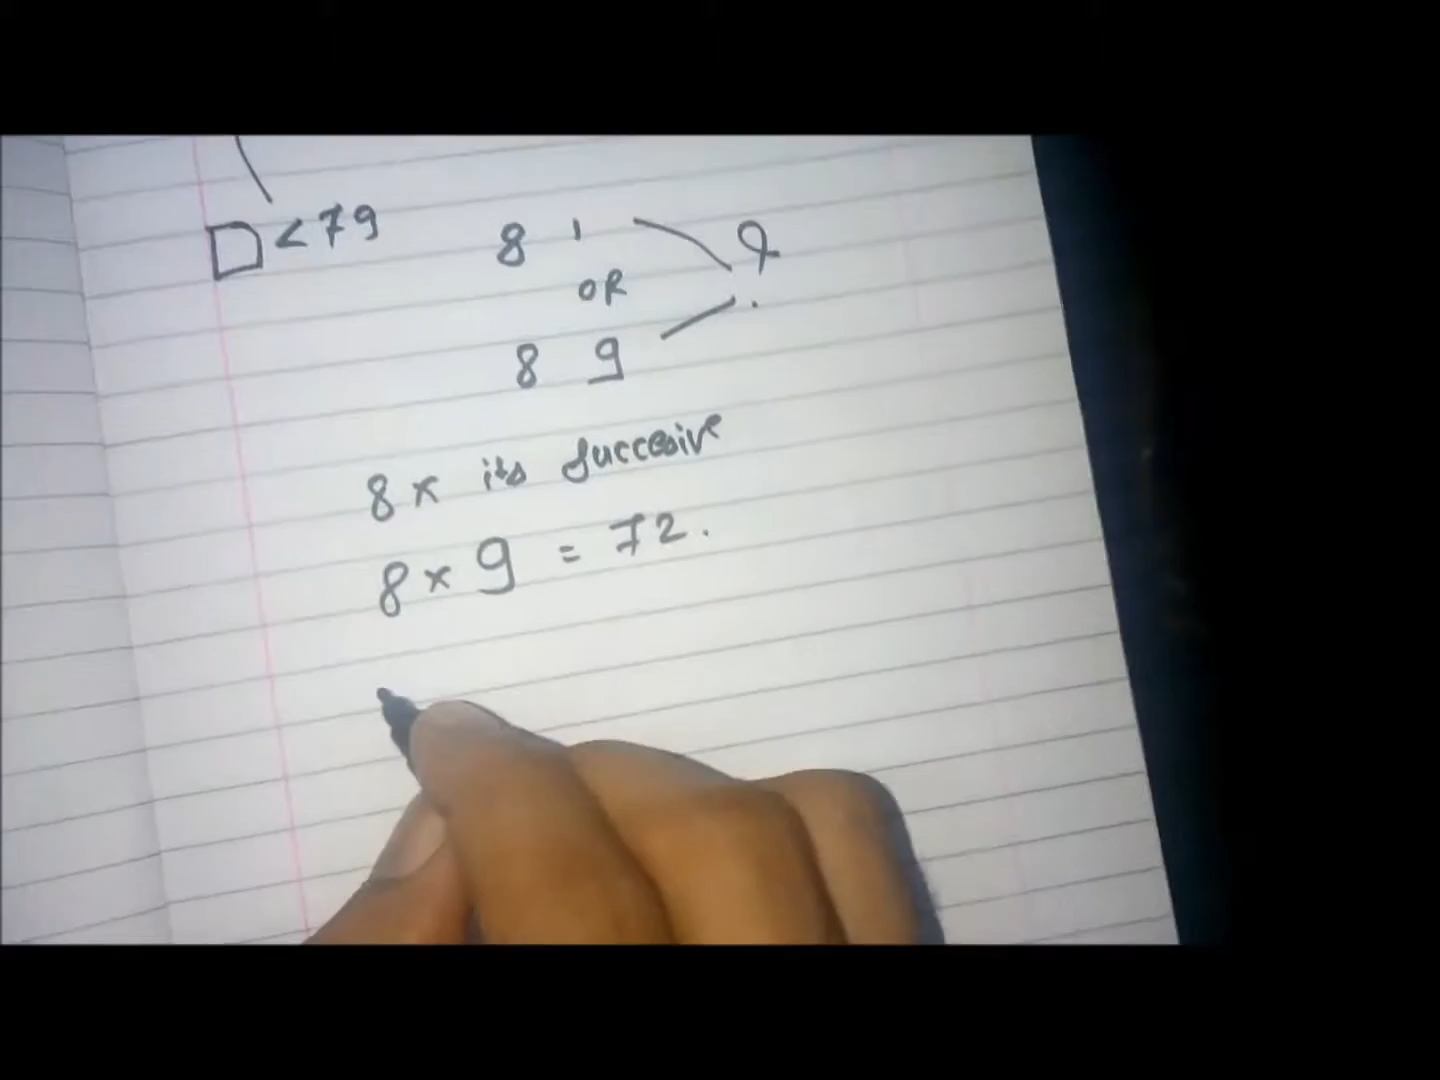 □ < 79
8 1 ?
OR
8 9
8 × its succesive
8 × 9 = 72.